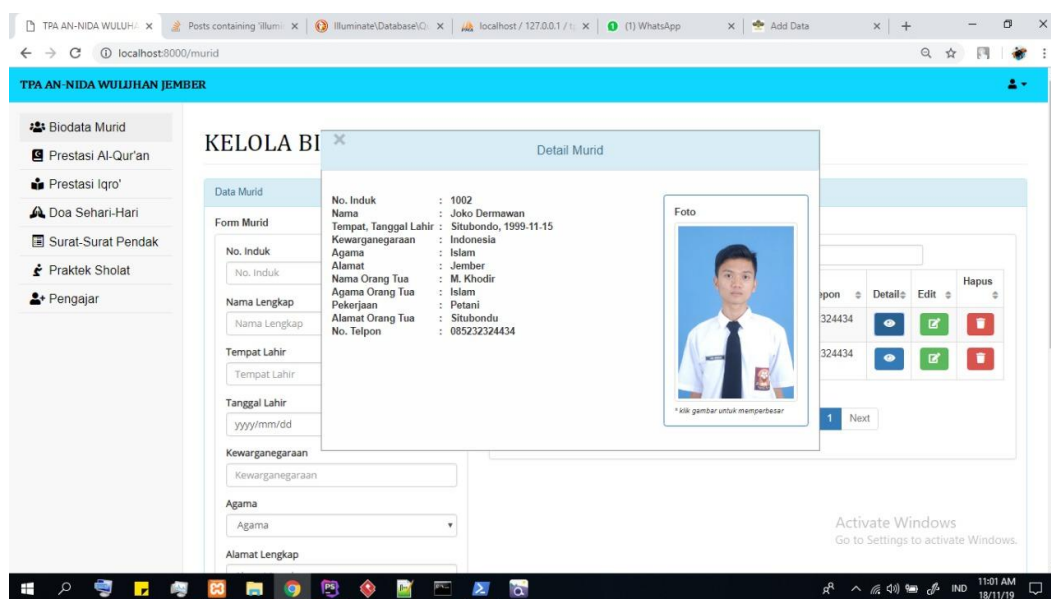 TPA AN-NIDA WULUHA
Posts containing 'illumi
Illuminate\Database\Q
localhost / 127.0.0.1 / t
(1) WhatsApp
Add Data
localhost:8000/murid
TPA AN-NIDA WULUHAN JEMBER
Biodata Murid
Prestasi Al-Qur'an
Prestasi Iqro'
Doa Sehari-Hari
Surat-Surat Pendak
Praktek Sholat
Pengajar
KELOLA BI
Data Murid
Form Murid
No. Induk
No. Induk
Nama Lengkap
Nama Lengkap
Tempat Lahir
Tempat Lahir
Tanggal Lahir
yyyy/mm/dd
Kewarganegaraan
Kewarganegaraan
Agama
Agama
Alamat Lengkap
Detail Murid
No. Induk : 1002
Nama : Joko Dermawan
Tempat, Tanggal Lahir : Situbondo, 1999-11-15
Kewarganegaraan : Indonesia
Agama : Islam
Alamat : Jember
Nama Orang Tua : M. Khodir
Agama Orang Tua : Islam
Pekerjaan : Petani
Alamat Orang Tua : Situbondu
No. Telpon : 085232324434
Foto
* klik gambar untuk memperbesar
epon Detail Edit Hapus
324434
324434
1 Next
Activate Windows
Go to Settings to activate Windows.
IND
11:01 AM
18/11/19